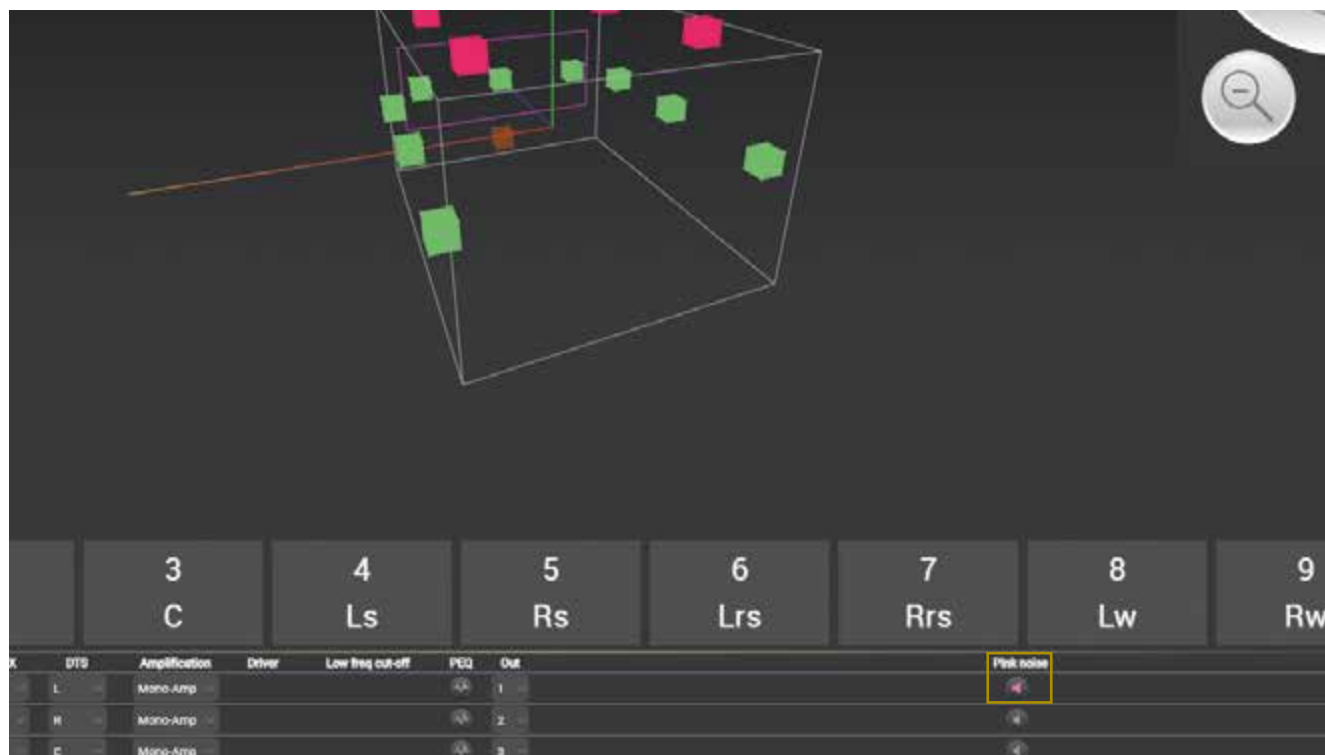 3 4 5 6 7 8 9
C Ls Rs Lrs Rrs Lw Rw
X DTS Amplification Driver Low freq cut-off PEQ Out Pink noise
L Mono-Amp 1
R Mono-Amp 2
C Mono-Amp 3